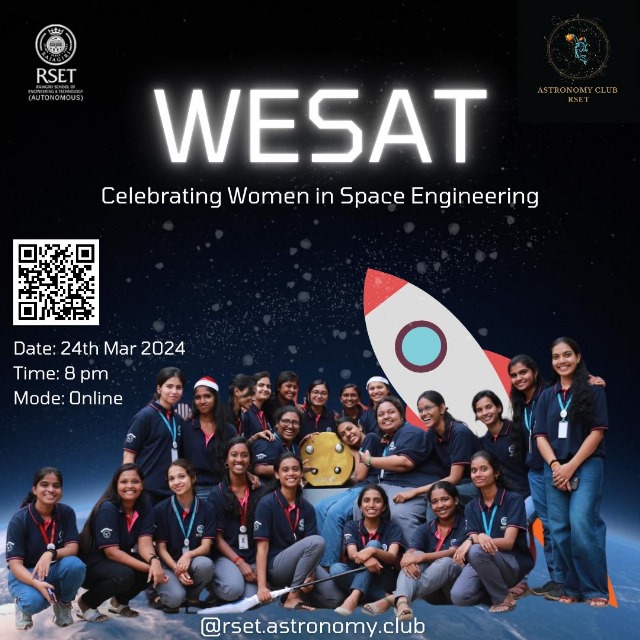 RSET
RAJAGIRI SCHOOL OF
ENGINEERING & TECHNOLOGY
(AUTONOMOUS)
ASTRONOMY CLUB
RSET
WESAT
Celebrating Women in Space Engineering
Date: 24th Mar 2024
Time: 8 pm
Mode: Online
@rset.astronomy.club